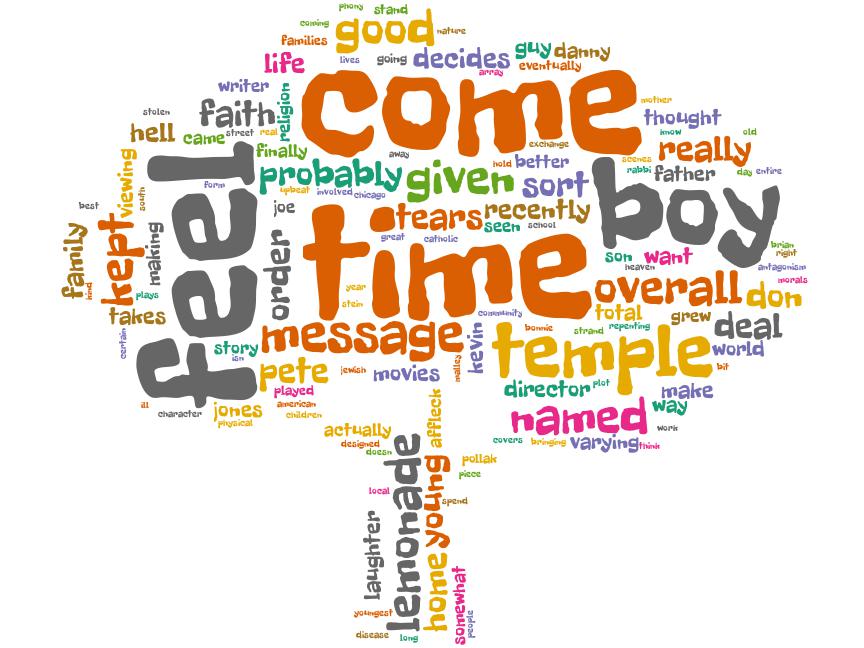 phony
stand
coming
good
nature
families
lives
going
decides
guy
danny
life
array
eventually
writer
come
mother
stolen
faith
religion
thought
hell
came
street
real
know
old
finally
away
exchange
really
viewing
feel
probably
given
hold
better
scenes
boy
rabbi
father
day
entire
form
upbeat
involved
chicago
sort
best
south
joe
tears
recently
time
great
catholic
seen
school
family
kept
making
order
son
want
brian
right
heaven
antagonism
kind
plays
year
overall
morals
don
takes
stein
community
total
grew
deal
certain
message
kevin
bonnie
strand
repenting
story
isn
temple
world
pete
jewish
movies
malley
bit
played
director
plot
make
ill
character
jones
american
affleck
named
way
physical
children
work
actually
designed
doesn
covers
bringing
varying
think
lemonade
young
pollak
piece
local
spend
laughter
home
somewhat
youngest
people
disease
long